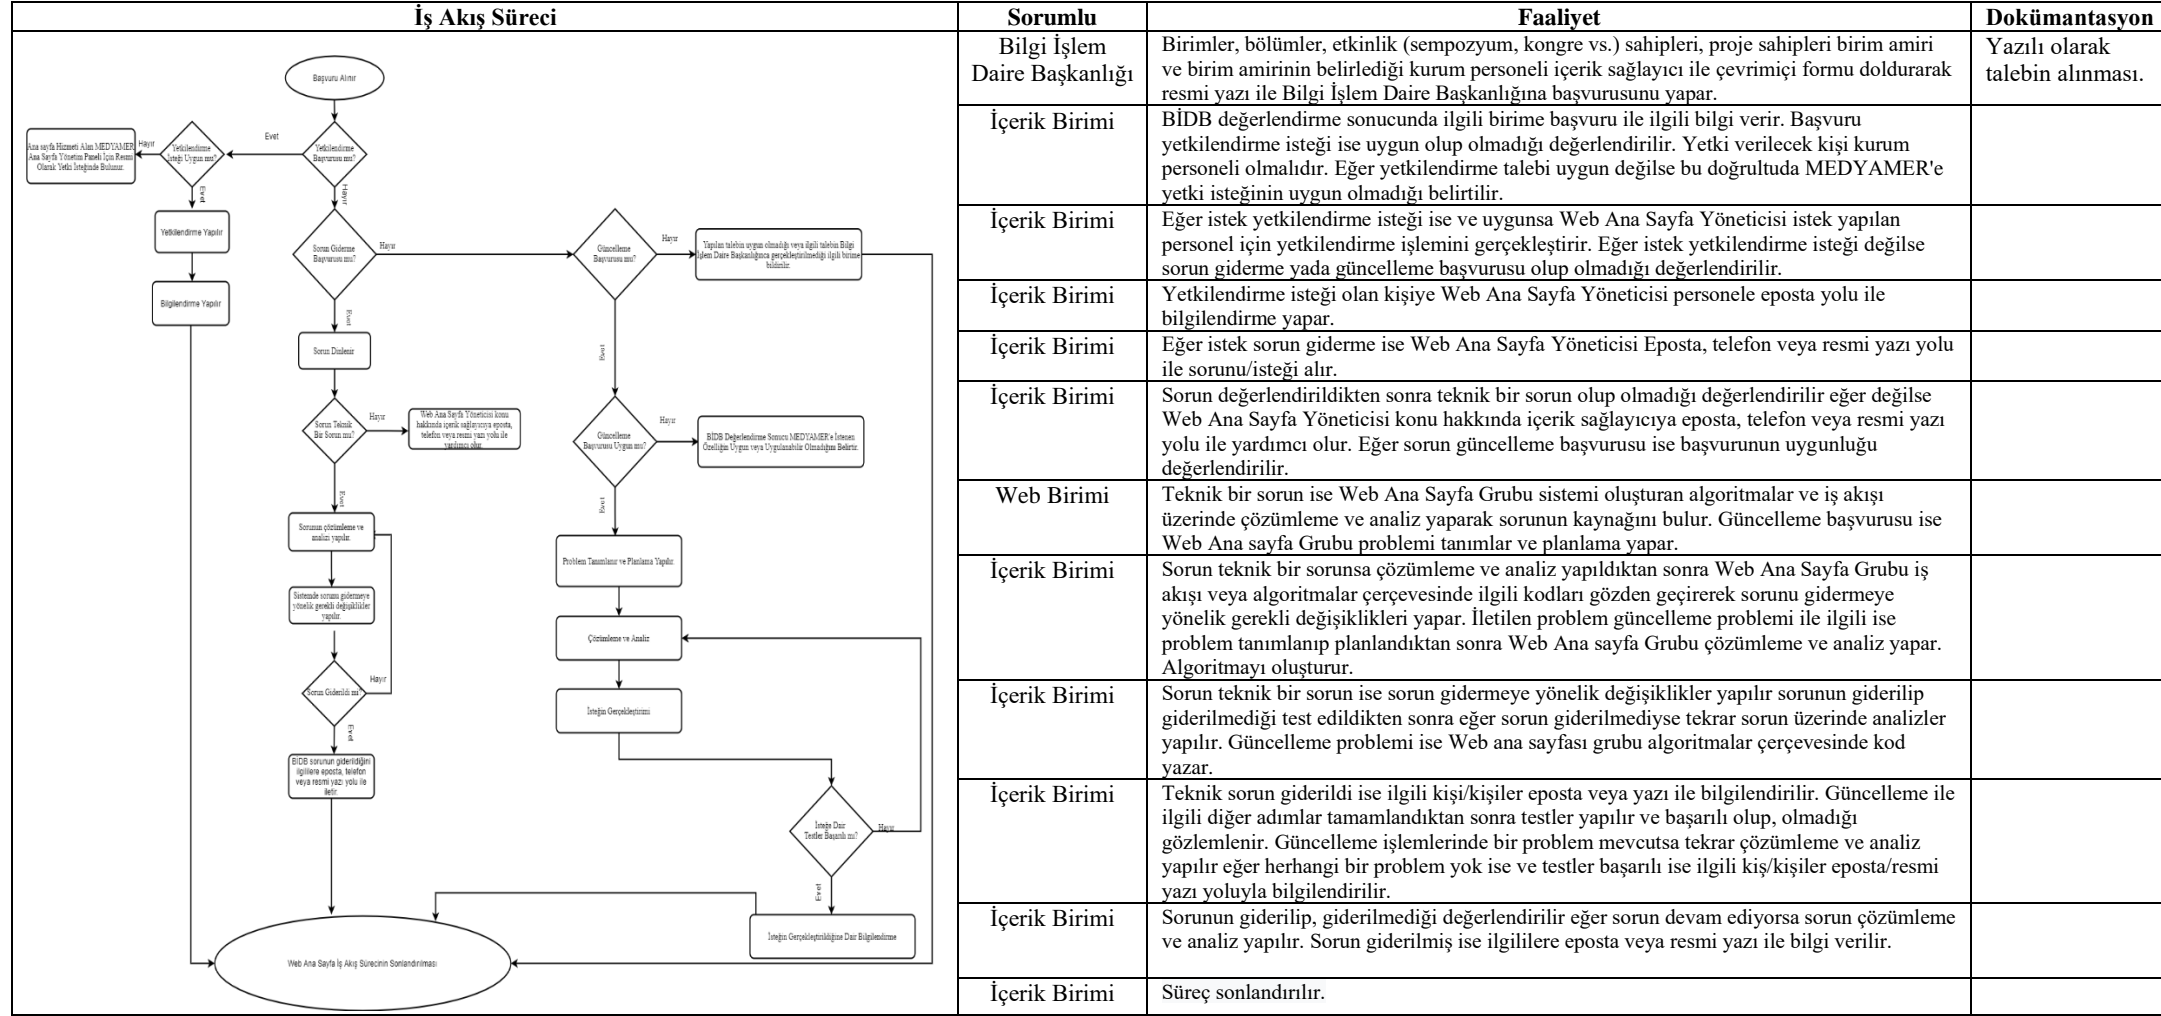 İş Akış Süreci
Sorumlu
Faaliyet
Dokümantasyon
Başvuru Alınır
Yetkilendirme
Başvurusu mu?
Evet
Hayır
Yetkilendirme
İsteği Uygun mu?
Hayır
Evet
Ana sayfa Hizmeti Alan MEDYAMER
Ana Sayfa Yönetim Paneli İçin Resmi
Olarak Yetki İsteğinde Bulunur.
Yetkilendirme Yapılır
Bilgilendirme Yapılır
Sorun Giderme
Başvurusu mu?
Hayır
Evet
Güncelleme
Başvurusu mu?
Hayır
Evet
Yapılan talebin uygun olmadığı veya ilgili talebin Bilgi
İşlem Daire Başkanlığınca gerçekleştirilmediği ilgili birime
bildirilir.
Sorun Dinlenir
Sorun Teknik
Bir Sorun mu?
Hayır
Evet
Web Ana Sayfa Yöneticisi konu
hakkında içerik sağlayıcıya eposta,
telefon veya resmi yazı yolu ile
yardımcı olur.
Güncelleme
Başvurusu Uygun mu?
Hayır
Evet
BİDB Değerlendirme Sonucu MEDYAMER'e İstenen
Özelliğin Uygun veya Uygulanabilir Olmadığını Belirtir.
Sorunun çözümleme ve
analizi yapılır.
Sistemde sorunu gidermeye
yönelik gerekli değişiklikler
yapılır.
Sorun Giderildi mi?
Hayır
Evet
BİDB sorunun giderildiğini
ilgililere eposta, telefon
veya resmi yazı yolu ile
iletir.
Problem Tanımlanır ve Planlama Yapılır.
Çözümleme ve Analiz
İsteğin Gerçekleştirimi
İsteğe Dair
Testler Başarılı mı?
Hayır
Evet
İsteğin Gerçekleştirildiğine Dair Bilgilendirme
Web Ana Sayfa İş Akış Sürecinin Sonlandırılması
Bilgi İşlem
Daire Başkanlığı
Birimler, bölümler, etkinlik (sempozyum, kongre vs.) sahipleri, proje sahipleri birim amiri
ve birim amirinin belirlediği kurum personeli içerik sağlayıcı ile çevrimiçi formu doldurarak
resmi yazı ile Bilgi İşlem Daire Başkanlığına başvurusunu yapar.
Yazılı olarak
talebin alınması.
İçerik Birimi
BİDB değerlendirme sonucunda ilgili birime başvuru ile ilgili bilgi verir. Başvuru
yetkilendirme isteği ise uygun olup olmadığı değerlendirilir. Yetki verilecek kişi kurum
personeli olmalıdır. Eğer yetkilendirme talebi uygun değilse bu doğrultuda MEDYAMER'e
yetki isteğinin uygun olmadığı belirtilir.
İçerik Birimi
Eğer istek yetkilendirme isteği ise ve uygunsa Web Ana Sayfa Yöneticisi istek yapılan
personel için yetkilendirme işlemini gerçekleştirir. Eğer istek yetkilendirme isteği değilse
sorun giderme yada güncelleme başvurusu olup olmadığı değerlendirilir.
İçerik Birimi
Yetkilendirme isteği olan kişiye Web Ana Sayfa Yöneticisi personele eposta yolu ile
bilgilendirme yapar.
İçerik Birimi
Eğer istek sorun giderme ise Web Ana Sayfa Yöneticisi Eposta, telefon veya resmi yazı yolu
ile sorunu/isteği alır.
İçerik Birimi
Sorun değerlendirildikten sonra teknik bir sorun olup olmadığı değerlendirilir eğer değilse
Web Ana Sayfa Yöneticisi konu hakkında içerik sağlayıcıya eposta, telefon veya resmi yazı
yolu ile yardımcı olur. Eğer sorun güncelleme başvurusu ise başvurunun uygunluğu
değerlendirilir.
Web Birimi
Teknik bir sorun ise Web Ana Sayfa Grubu sistemi oluşturan algoritmalar ve iş akışı
üzerinde çözümleme ve analiz yaparak sorunun kaynağını bulur. Güncelleme başvurusu ise
Web Ana sayfa Grubu problemi tanımlar ve planlama yapar.
İçerik Birimi
Sorun teknik bir sorunsa çözümleme ve analiz yapıldıktan sonra Web Ana Sayfa Grubu iş
akışı veya algoritmalar çerçevesinde ilgili kodları gözden geçirerek sorunu gidermeye
yönelik gerekli değişiklikleri yapar. İletilen problem güncelleme problemi ile ilgili ise
problem tanımlanıp planlandıktan sonra Web Ana sayfa Grubu çözümleme ve analiz yapar.
Algoritmayı oluşturur.
İçerik Birimi
Sorun teknik bir sorun ise sorun gidermeye yönelik değişiklikler yapılır sorunun giderilip
giderilmediği test edildikten sonra eğer sorun giderilmediyse tekrar sorun üzerinde analizler
yapılır. Güncelleme problemi ise Web ana sayfası grubu algoritmalar çerçevesinde kod
yazar.
İçerik Birimi
Teknik sorun giderildi ise ilgili kişi/kişiler eposta veya yazı ile bilgilendirilir. Güncelleme ile
ilgili diğer adımlar tamamlandıktan sonra testler yapılır ve başarılı olup, olmadığı
gözlemlenir. Güncelleme işlemlerinde bir problem mevcutsa tekrar çözümleme ve analiz
yapılır eğer herhangi bir problem yok ise ve testler başarılı ise ilgili kiş/kişiler eposta/resmi
yazı yoluyla bilgilendirilir.
İçerik Birimi
Sorunun giderilip, giderilmediği değerlendirilir eğer sorun devam ediyorsa sorun çözümleme
ve analiz yapılır. Sorun giderilmiş ise ilgililere eposta veya resmi yazı ile bilgi verilir.
İçerik Birimi
Süreç sonlandırılır.